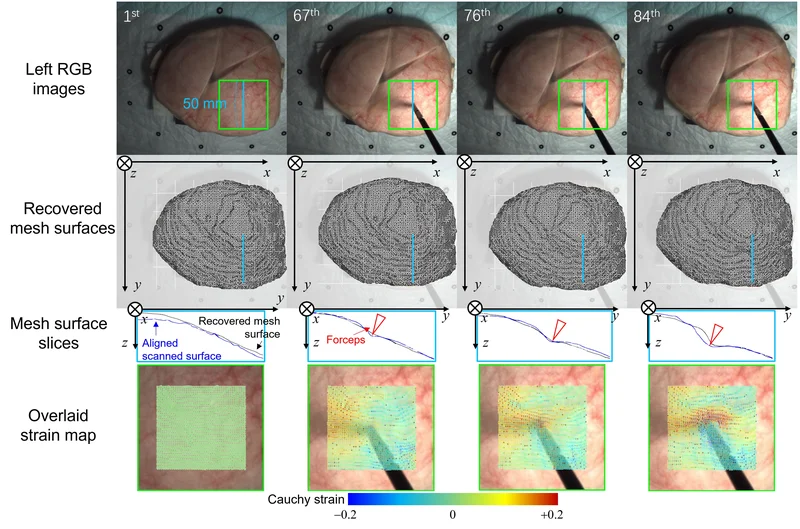 Left RGB
images
1st
67th
76th
84th
50 mm
Recovered
mesh surfaces
z
x
y
z
x
y
z
x
y
z
x
y
Mesh surface
slices
x
y
z
Aligned
scanned surface
Recovered mesh
surface
x
y
z
Forceps
x
y
z
x
y
z
Overlaid
strain map
Cauchy strain
−0.2
0
+0.2